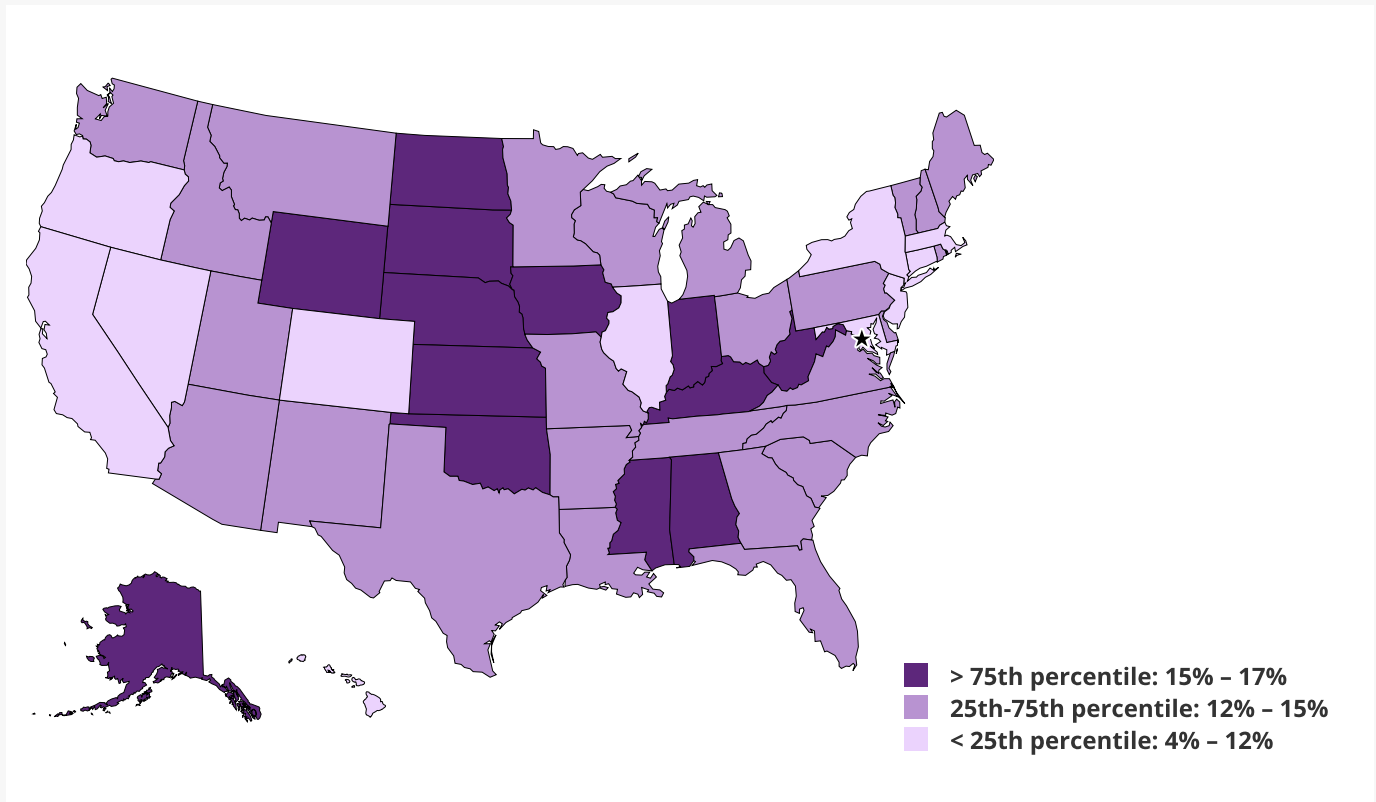 > 75th percentile: 15% – 17%
25th-75th percentile: 12% – 15%
< 25th percentile: 4% – 12%